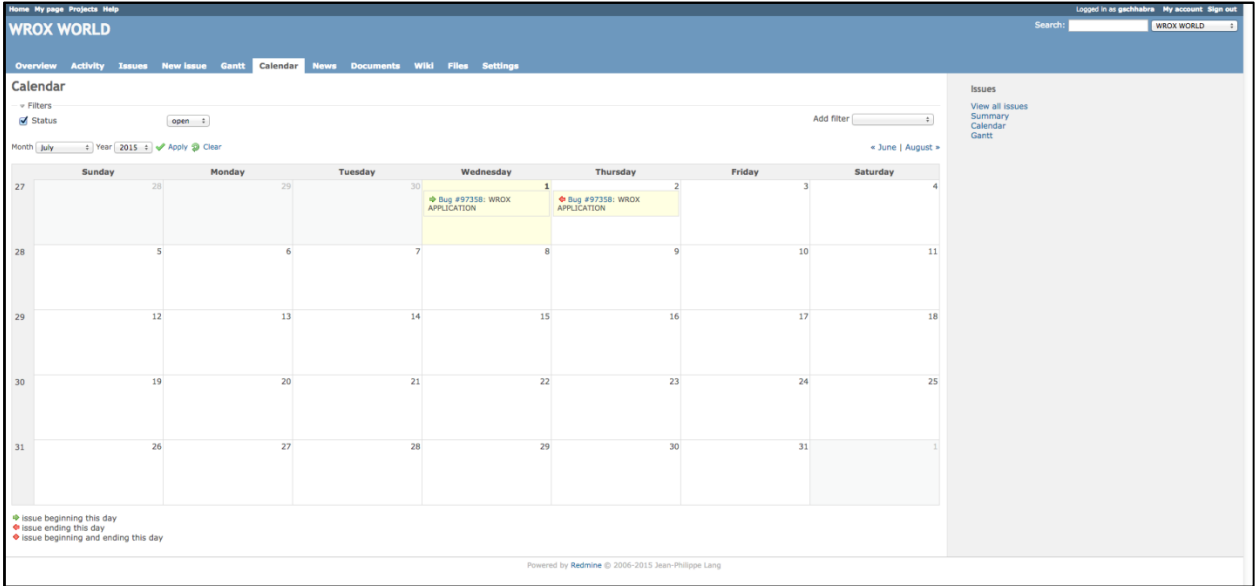 Home My page Projects Help
Logged in as gachhabra My account Sign out
WROX WORLD
Search:
WROX WORLD
Overview Activity Issues New issue Gantt Calendar News Documents Wiki Files Settings
Calendar
Filters
Status open
Add filter
Month July Year 2015 Apply Clear
« June | August »
Sunday Monday Tuesday Wednesday Thursday Friday Saturday
27 28 29 30 1 2 3 4
Bug #97358: WROX
APPLICATION
Bug #97358: WROX
APPLICATION
28 5 6 7 8 9 10 11
29 12 13 14 15 16 17 18
30 19 20 21 22 23 24 25
31 26 27 28 29 30 31 1
issue beginning this day
issue ending this day
issue beginning and ending this day
Issues
View all issues
Summary
Calendar
Gantt
Powered by Redmine © 2006-2015 Jean-Philippe Lang